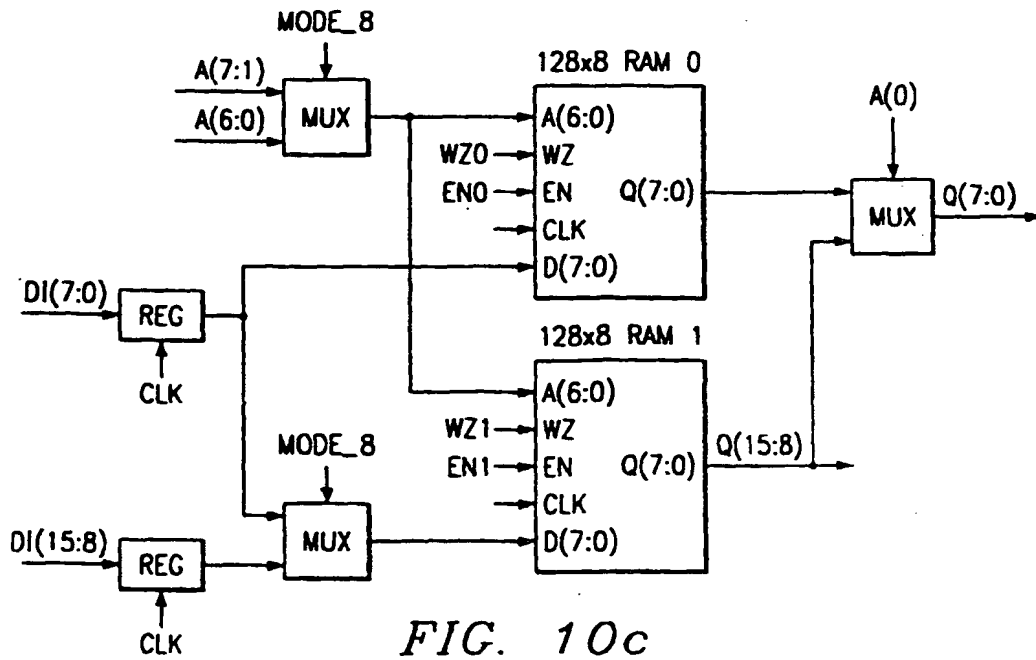 MODE_8
A(7:1)
A(6:0)
MUX
128x8 RAM 0
A(6:0)
WZ0
WZ
EN0
EN
Q(7:0)
CLK
D(7:0)
A(0)
MUX
Q(7:0)
DI(7:0)
REG
CLK
128x8 RAM 1
A(6:0)
WZ1
WZ
EN1
EN
Q(7:0)
Q(15:8)
CLK
D(7:0)
MODE_8
MUX
DI(15:8)
REG
CLK
FIG. 10c